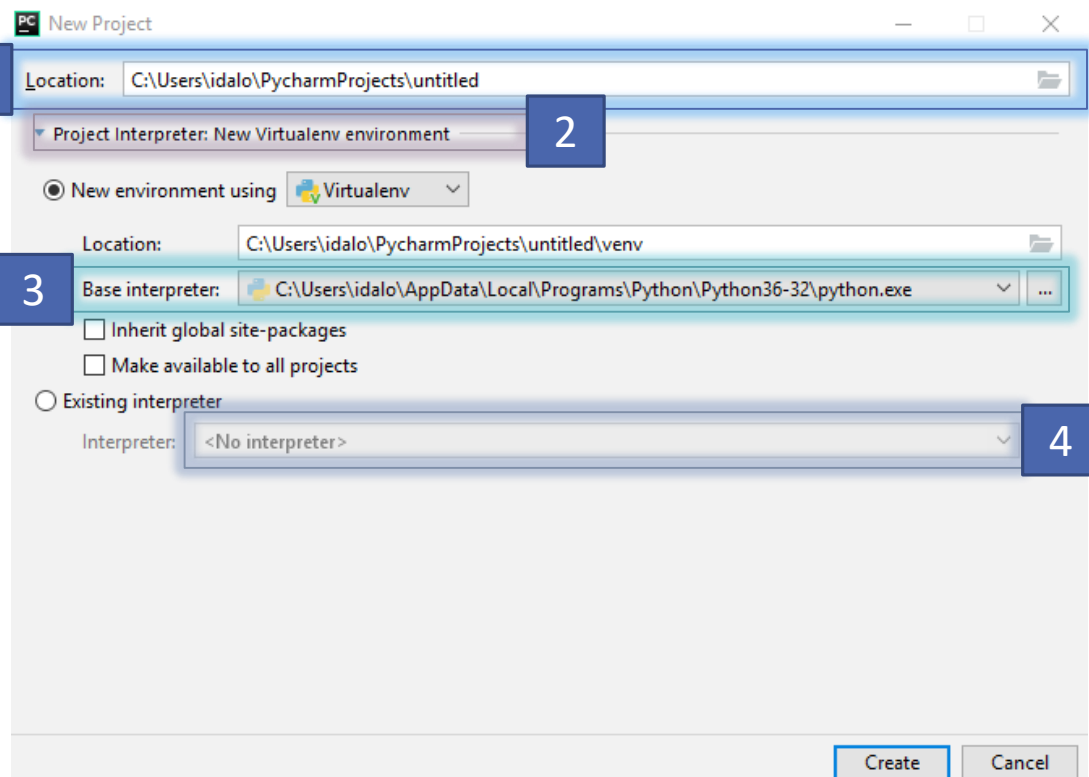 PC New Project
Location: C:\Users\idalo\PycharmProjects\untitled
Project Interpreter: New Virtualenv environment 2
New environment using Virtualenv
Location: C:\Users\idalo\PycharmProjects\untitled\venv
3 Base interpreter: C:\Users\idalo\AppData\Local\Programs\Python\Python36-32\python.exe ...
Inherit global site-packages
Make available to all projects
Existing interpreter
Interpreter: <No interpreter> 4
Create Cancel